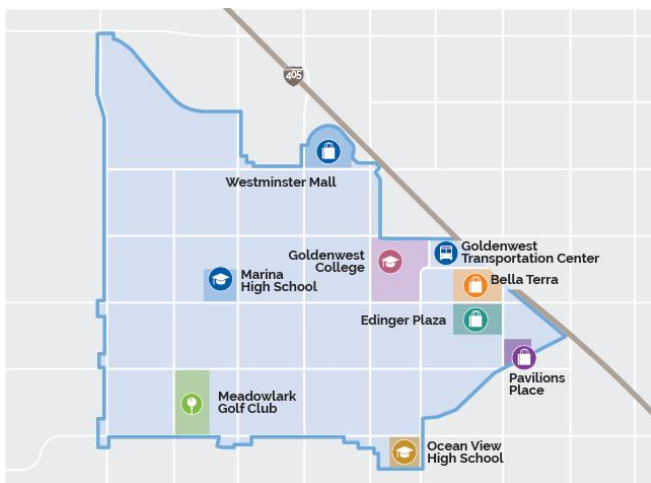 405
Westminster Mall
Goldenwest
College
Goldenwest
Transportation Center
Marina
High School
Bella Terra
Edinger Plaza
Pavilions
Place
Meadowlark
Golf Club
Ocean View
High School